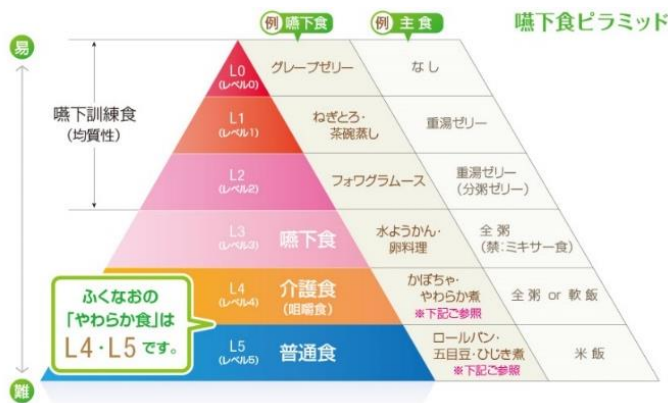 嚥下食ピラミッド
例 嚥下食
例 主食
易
嚥下訓練食
(均質性)
L0
(レベル0)
グレープゼリー
なし
L1
(レベル1)
ねぎとろ・
茶碗蒸し
重湯ゼリー
L2
(レベル2)
フォワグラムース
重湯ゼリー
(分粥ゼリー)
L3
(レベル3)
嚥下食
水ようかん・
卵料理
全粥
(禁:ミキサー食)
L4
(レベル4)
介護食
(咀嚼食)
かぼちゃ・
やわらか煮
※下記ご参照
全粥 or 軟飯
L5
(レベル5)
普通食
ロールパン・
五目豆・ひじき煮
※下記ご参照
米飯
ふくなおの
「やわらか食」は
L4・L5です。
難